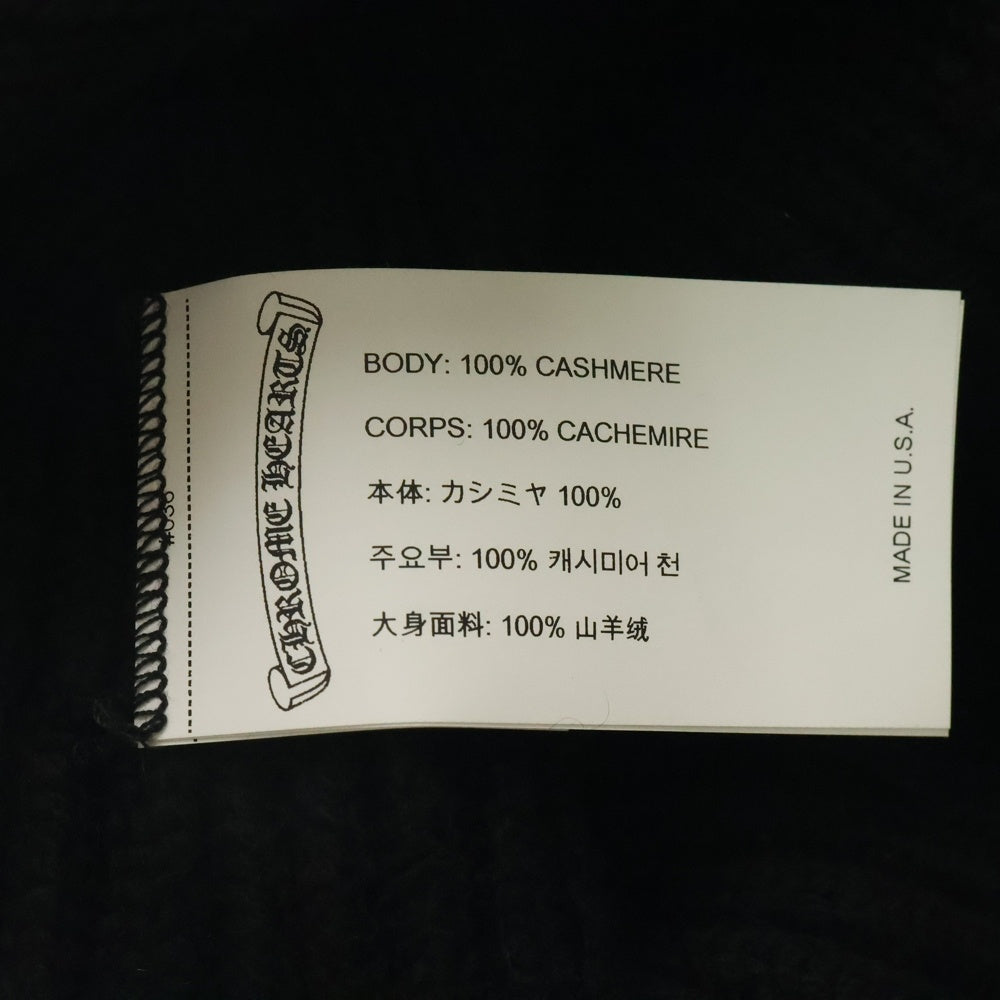 CHROME HEARTS
BODY: 100% CASHMERE
CORPS: 100% CACHEMIRE
本体: カシミヤ 100%
주요부: 100% 캐시미어 천
大身面料: 100% 山羊绒
MADE IN U.S.A.